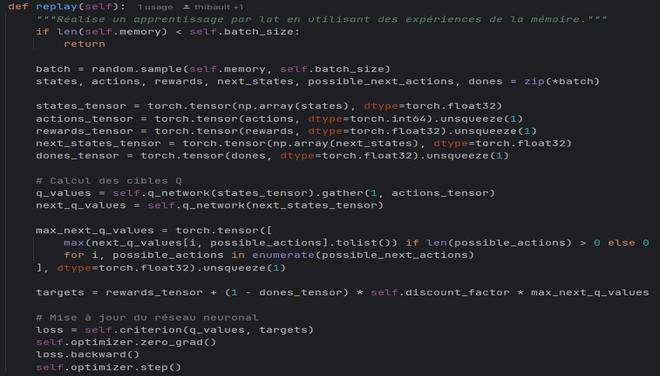 def replay(self): 1 usage thibault +1
"""Réalise un apprentissage par lot en utilisant des expériences de la mémoire."""
if len(self.memory) < self.batch_size:
return
batch = random.sample(self.memory, self.batch_size)
states, actions, rewards, next_states, possible_next_actions, dones = zip(*batch)
states_tensor = torch.tensor(np.array(states), dtype=torch.float32)
actions_tensor = torch.tensor(actions, dtype=torch.int64).unsqueeze(1)
rewards_tensor = torch.tensor(rewards, dtype=torch.float32).unsqueeze(1)
next_states_tensor = torch.tensor(np.array(next_states), dtype=torch.float32)
dones_tensor = torch.tensor(dones, dtype=torch.float32).unsqueeze(1)
# Calcul des cibles Q
q_values = self.q_network(states_tensor).gather(1, actions_tensor)
next_q_values = self.q_network(next_states_tensor)
max_next_q_values = torch.tensor([
max(next_q_values[i, possible_actions].tolist()) if len(possible_actions) > 0 else 0
for i, possible_actions in enumerate(possible_next_actions)
], dtype=torch.float32).unsqueeze(1)
targets = rewards_tensor + (1 - dones_tensor) * self.discount_factor * max_next_q_values
# Mise à jour du réseau neuronal
loss = self.criterion(q_values, targets)
self.optimizer.zero_grad()
loss.backward()
self.optimizer.step()